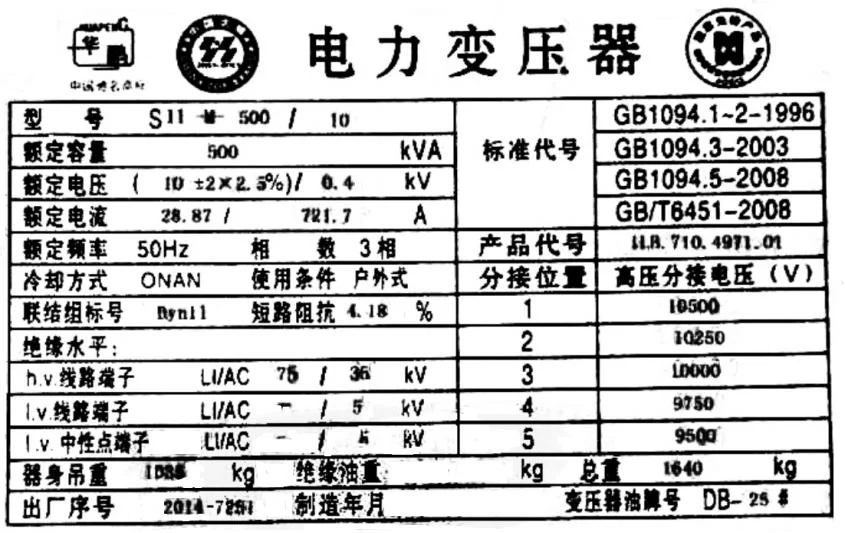 HUAPENG
华鹏
中国驰名商标
电力变压器
型号 S11-M-500/10 标准代号 GB1094.1~2-1996
额定容量 500 kVA GB1094.3-2003
额定电压 (10±2×2.5%)/0.4 kV GB1094.5-2008
额定电流 28.87/721.7 A GB/T6451-2008
额定频率 50Hz 相数 3相 产品代号
冷却方式 ONAN 使用条件 户外式 分接位置 高压分接电压(V)
联结组标号 Dyn11 短路阻抗 4.18 % 1 10500
绝缘水平: 2 10250
h.v.线路端子 LI/AC 75 / 35 kV 3 10000
l.v.线路端子 LI/AC - / 5 kV 4 9750
l.v.中性点端子 LI/AC - / 5 kV 5 9500
器身吊重 kg 绝缘油重 kg 总重 1640 kg
出厂序号 制造年月 变压器油牌号 DB-25#